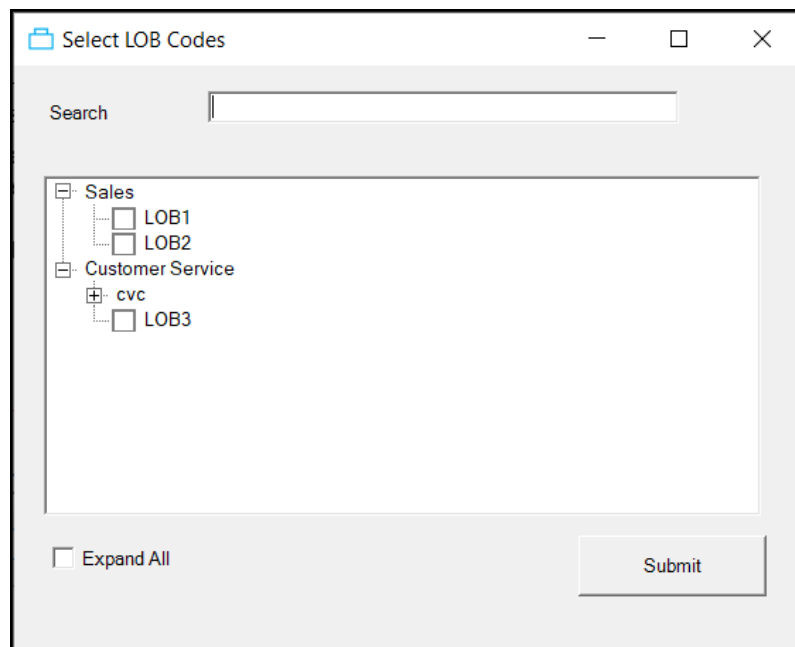 Select LOB Codes
Search
Sales
LOB1
LOB2
Customer Service
cvc
LOB3
Expand All
Submit